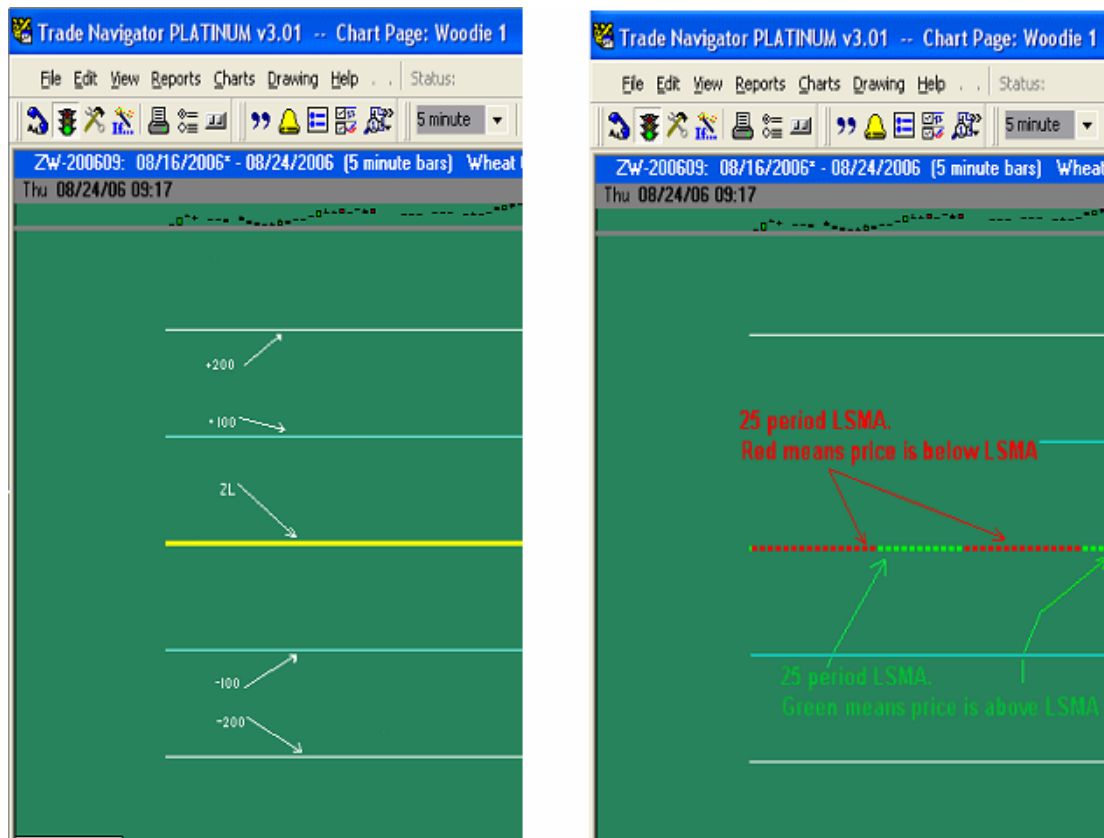 Trade Navigator PLATINUM v3.01 -- Chart Page: Woodie 1
File Edit View Reports Charts Drawing Help . . Status:
If... 5 minute
ZW-200609: 08/16/2006* - 08/24/2006 (5 minute bars) Wheat
Thu 08/24/06 09:17
+200
+100
ZL
-100
-200
Trade Navigator PLATINUM v3.01 -- Chart Page: Woodie 1
File Edit View Reports Charts Drawing Help . . Status:
If... 5 minute
ZW-200609: 08/16/2006* - 08/24/2006 (5 minute bars) Wheat
Thu 08/24/06 09:17
25 period LSMA.
Red means price is below LSMA
25 period LSMA.
Green means price is above LSMA